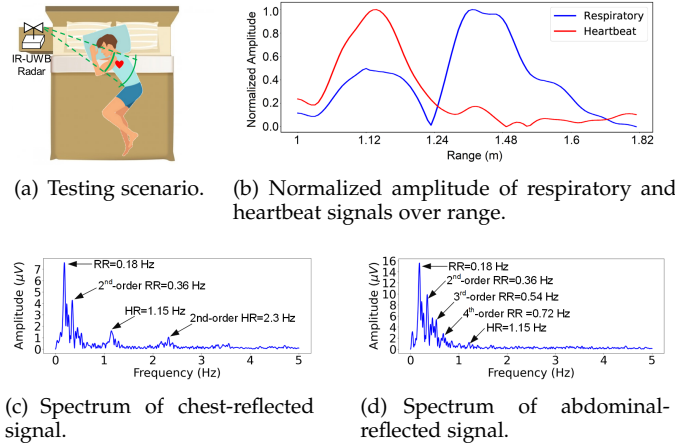 IR-UWB
Radar
(a) Testing scenario.
Normalized Amplitude
1.0
0.8
0.6
0.4
0.2
0.0
Respiratory
Heartbeat
1 1.12 1.24 1.36 1.48 1.6 1.82
Range (m)
(b) Normalized amplitude of respiratory and
heartbeat signals over range.
Amplitude (μV)
7
6
5
4
3
2
1
0
RR=0.18 Hz
2nd-order RR=0.36 Hz
HR=1.15 Hz
2nd-order HR=2.3 Hz
0 1 2 3 4 5
Frequency (Hz)
(c) Spectrum of chest-reflected
signal.
Amplitude (μV)
16
14
12
10
8
6
4
2
0
RR=0.18 Hz
2nd-order RR=0.36 Hz
3rd-order RR=0.54 Hz
4th-order RR =0.72 Hz
HR=1.15 Hz
0 1 2 3 4 5
Frequency (Hz)
(d) Spectrum of abdominal-
reflected signal.